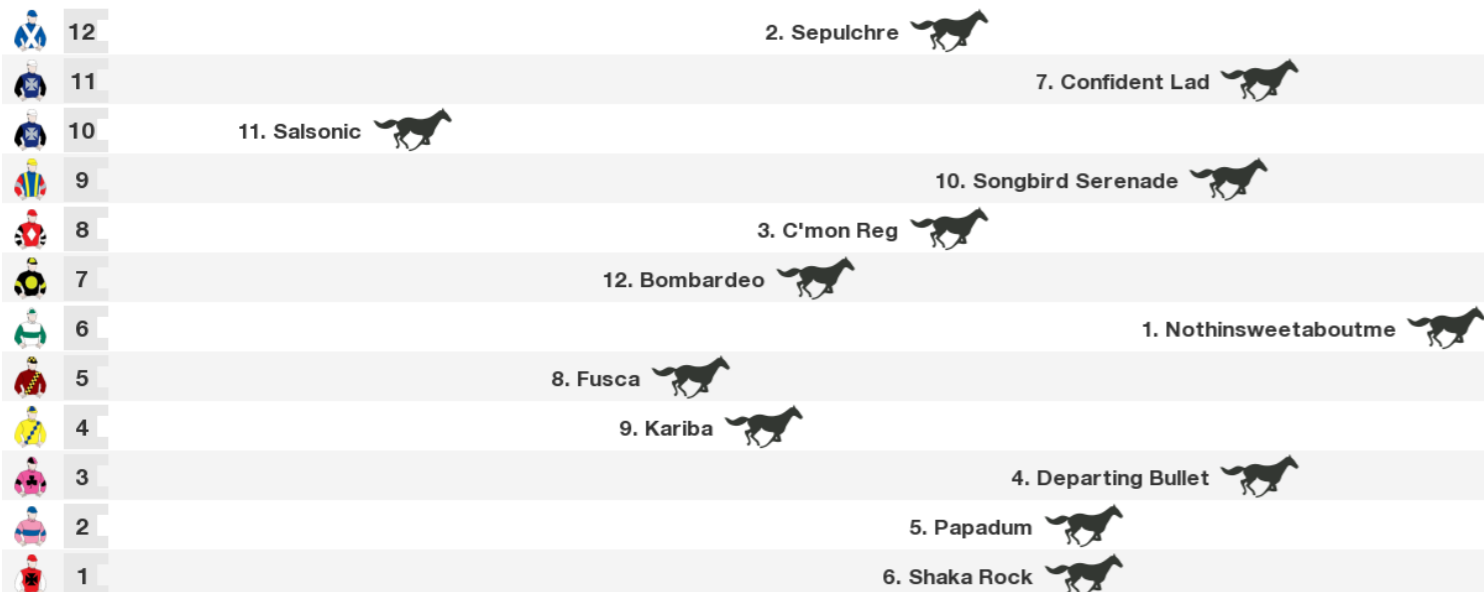 12 2. Sepulchre
11 7. Confident Lad
10 11. Salsonic
9 10. Songbird Serenade
8 3. C'mon Reg
7 12. Bombardeo
6 1. Nothinsweetaboutme
5 8. Fusca
4 9. Kariba
3 4. Departing Bullet
2 5. Papadum
1 6. Shaka Rock